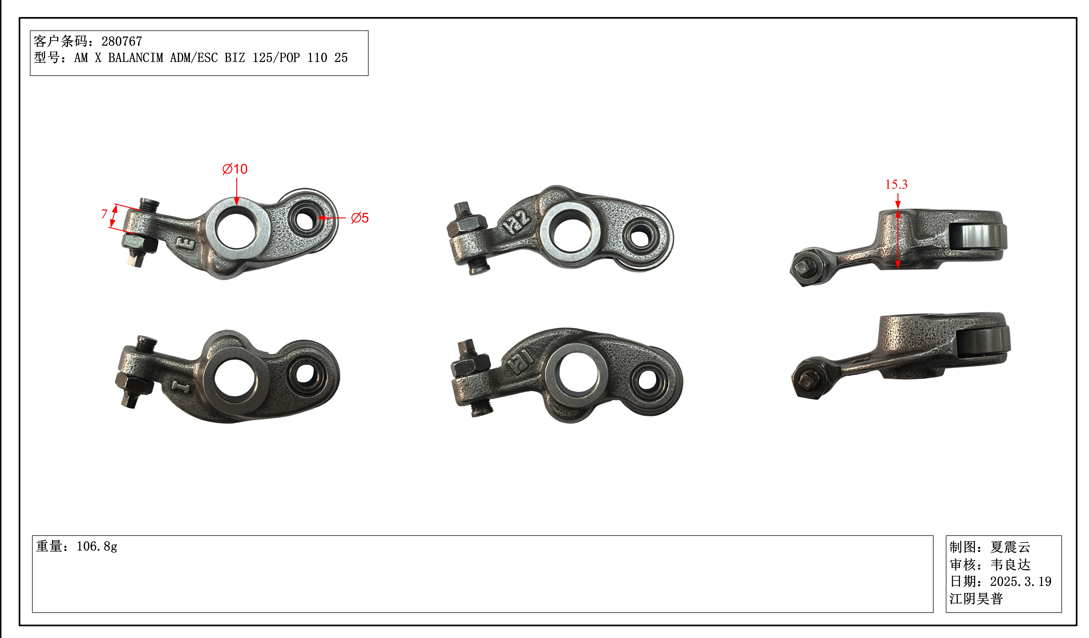 客户条码：280767
型号：AM X BALANCIM ADM/ESC BIZ 125/POP 110 25
Ø10
7
Ø5
E
H2
15.3
I
H1
重量：106.8g
制图：夏震云
审核：韦良达
日期：2025.3.19
江阴昊普